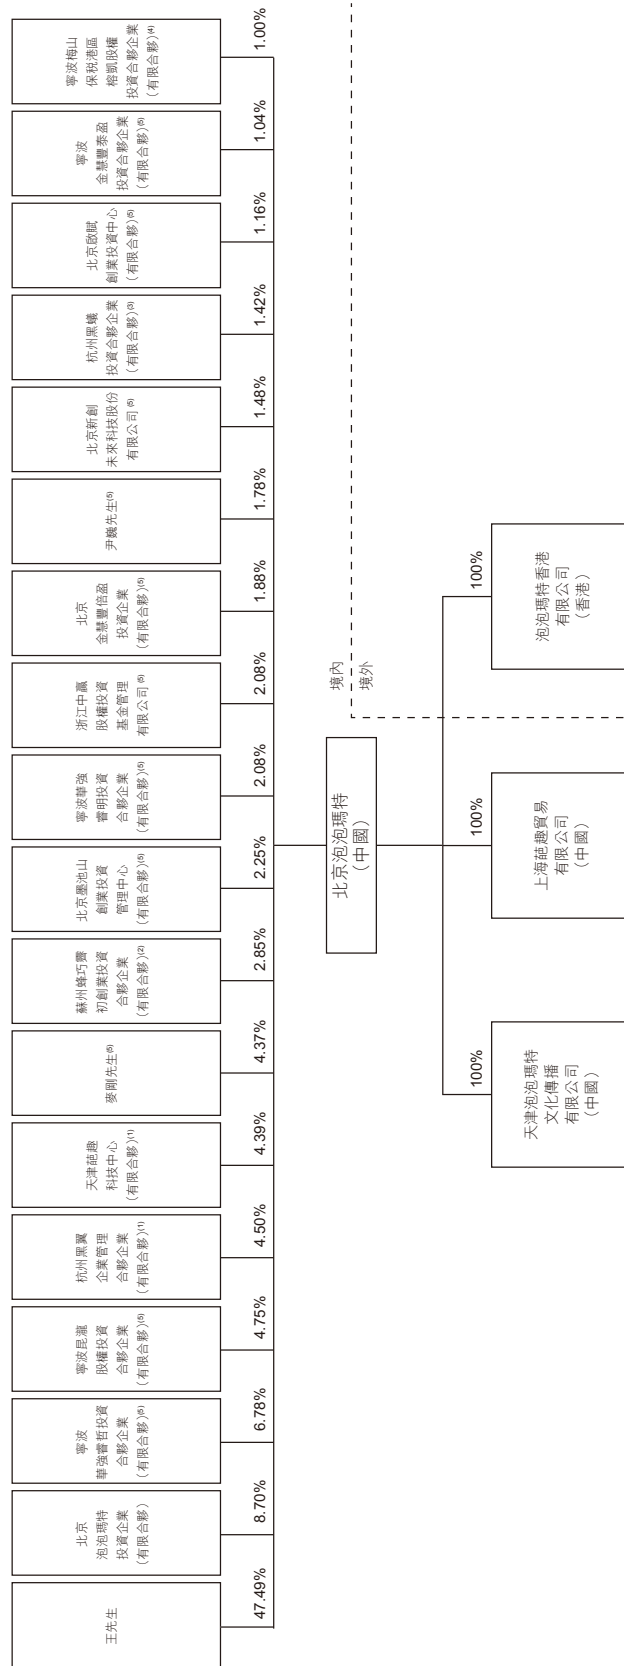 王先生
北京
泡泡瑪特
投資企業
(有限合夥)
寧波
華強睿哲投資
合夥企業
(有限合夥)(5)
寧波昆瀧
股權投資
合夥企業
(有限合夥)(5)
杭州黑翼
企業管理
合夥企業
(有限合夥)(1)
天津葩趣
科技中心
(有限合夥)(1)
麥剛先生(5)
蘇州蜂巧霽
初創業投資
合夥企業
(有限合夥)(2)
北京墨池山
創業投資
管理中心
(有限合夥)(5)
寧波華強
睿明投資
合夥企業
(有限合夥)(5)
浙江中贏
股權投資
基金管理
有限公司(5)
北京
金慧豐倍盈
投資企業
(有限合夥)(5)
尹巍先生(5)
北京新創
未來科技股份
有限公司(5)
杭州黑蟻
投資合夥企業
(有限合夥)(3)
北京啟賦
創業投資中心
(有限合夥)(5)
寧波
金慧豐泰盈
投資合夥企業
(有限合夥)(5)
寧波梅山
保稅港區
榕凱股權
投資合夥企業
(有限合夥)(4)
47.49%
8.70%
6.78%
4.75%
4.50%
4.39%
4.37%
2.85%
2.25%
2.08%
2.08%
1.88%
1.78%
1.48%
1.42%
1.16%
1.04%
1.00%
北京泡泡瑪特
(中國)
境內
境外
100%
100%
100%
天津泡泡瑪特
文化傳播
有限公司
(中國)
上海葩趣貿易
有限公司
(中國)
泡泡瑪特香港
有限公司
(香港)